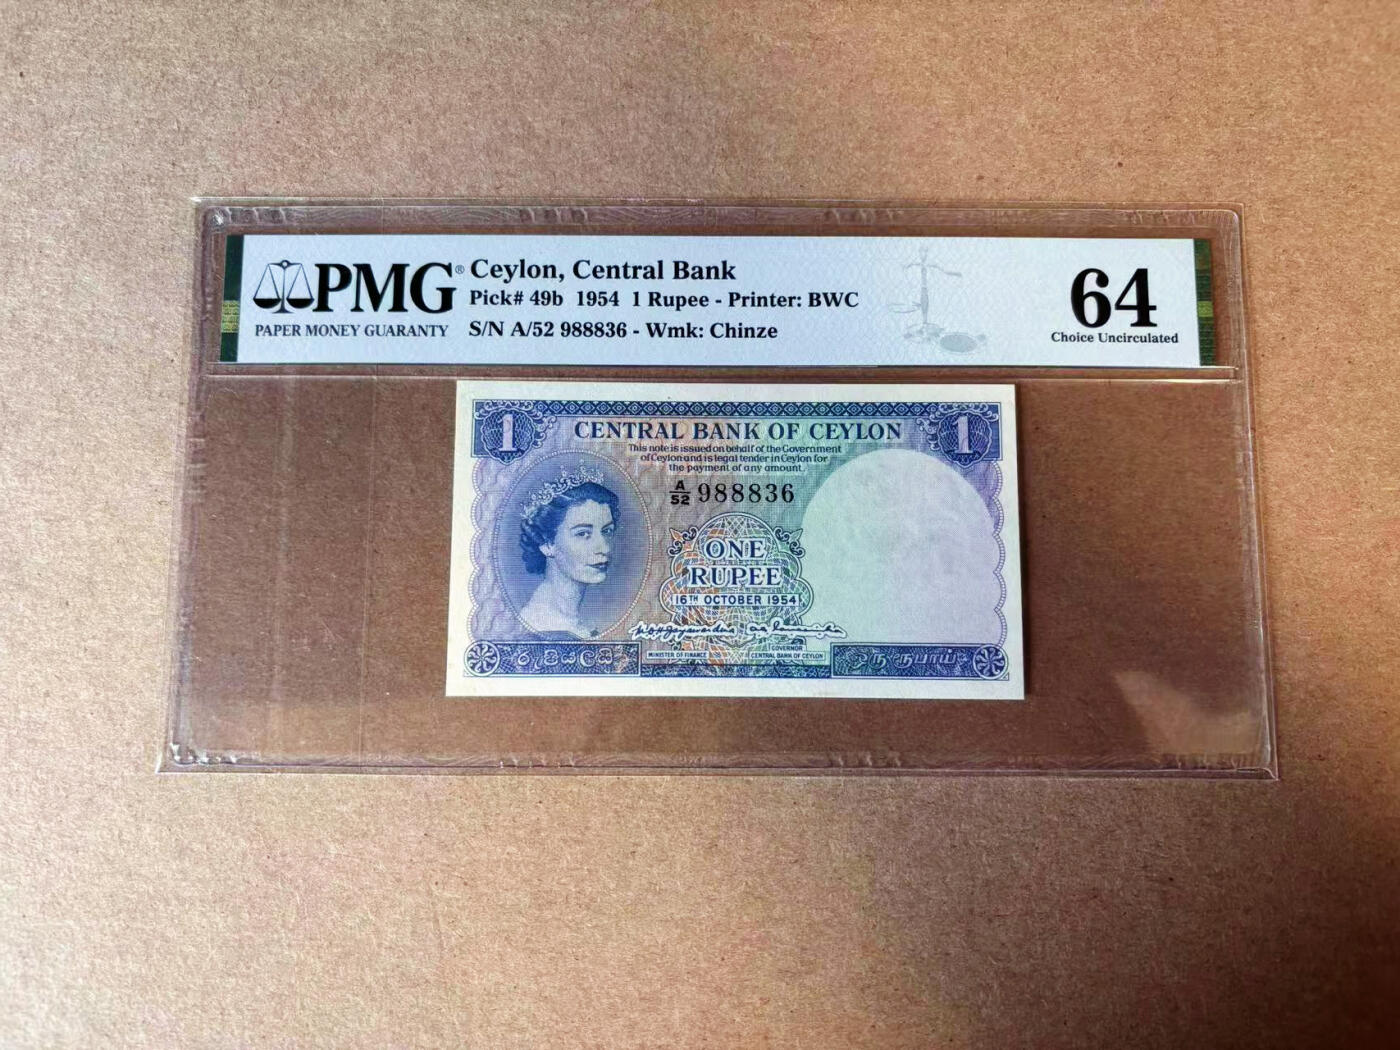 PMG®
PAPER MONEY GUARANTY
Ceylon, Central Bank
Pick# 49b 1954 1 Rupee - Printer: BWC
S/N A/52 988836 - Wmk: Chinze
64
Choice Uncirculated
1
1
CENTRAL BANK OF CEYLON
This note is issued on behalf of the Government
of Ceylon and is legal tender in Ceylon for
the payment of any amount.
A/52 988836
ONE
RUPEE
16TH OCTOBER 1954
MINISTER OF FINANCE
GOVERNOR
CENTRAL BANK OF CEYLON
රුපියලයි
ஒரு ரூபாய்